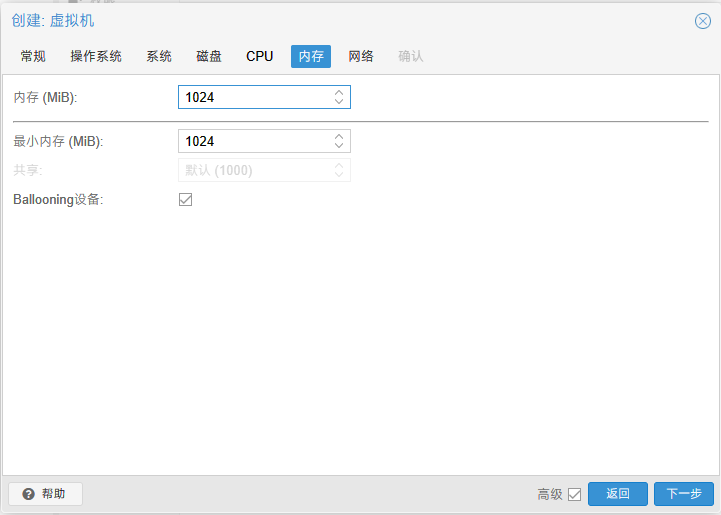 创建: 虚拟机
常规 操作系统 系统 磁盘 CPU 内存 网络 确认
内存 (MiB): 1024
最小内存 (MiB): 1024
共享: 默认 (1000)
Ballooning设备:
帮助 高级 返回 下一步